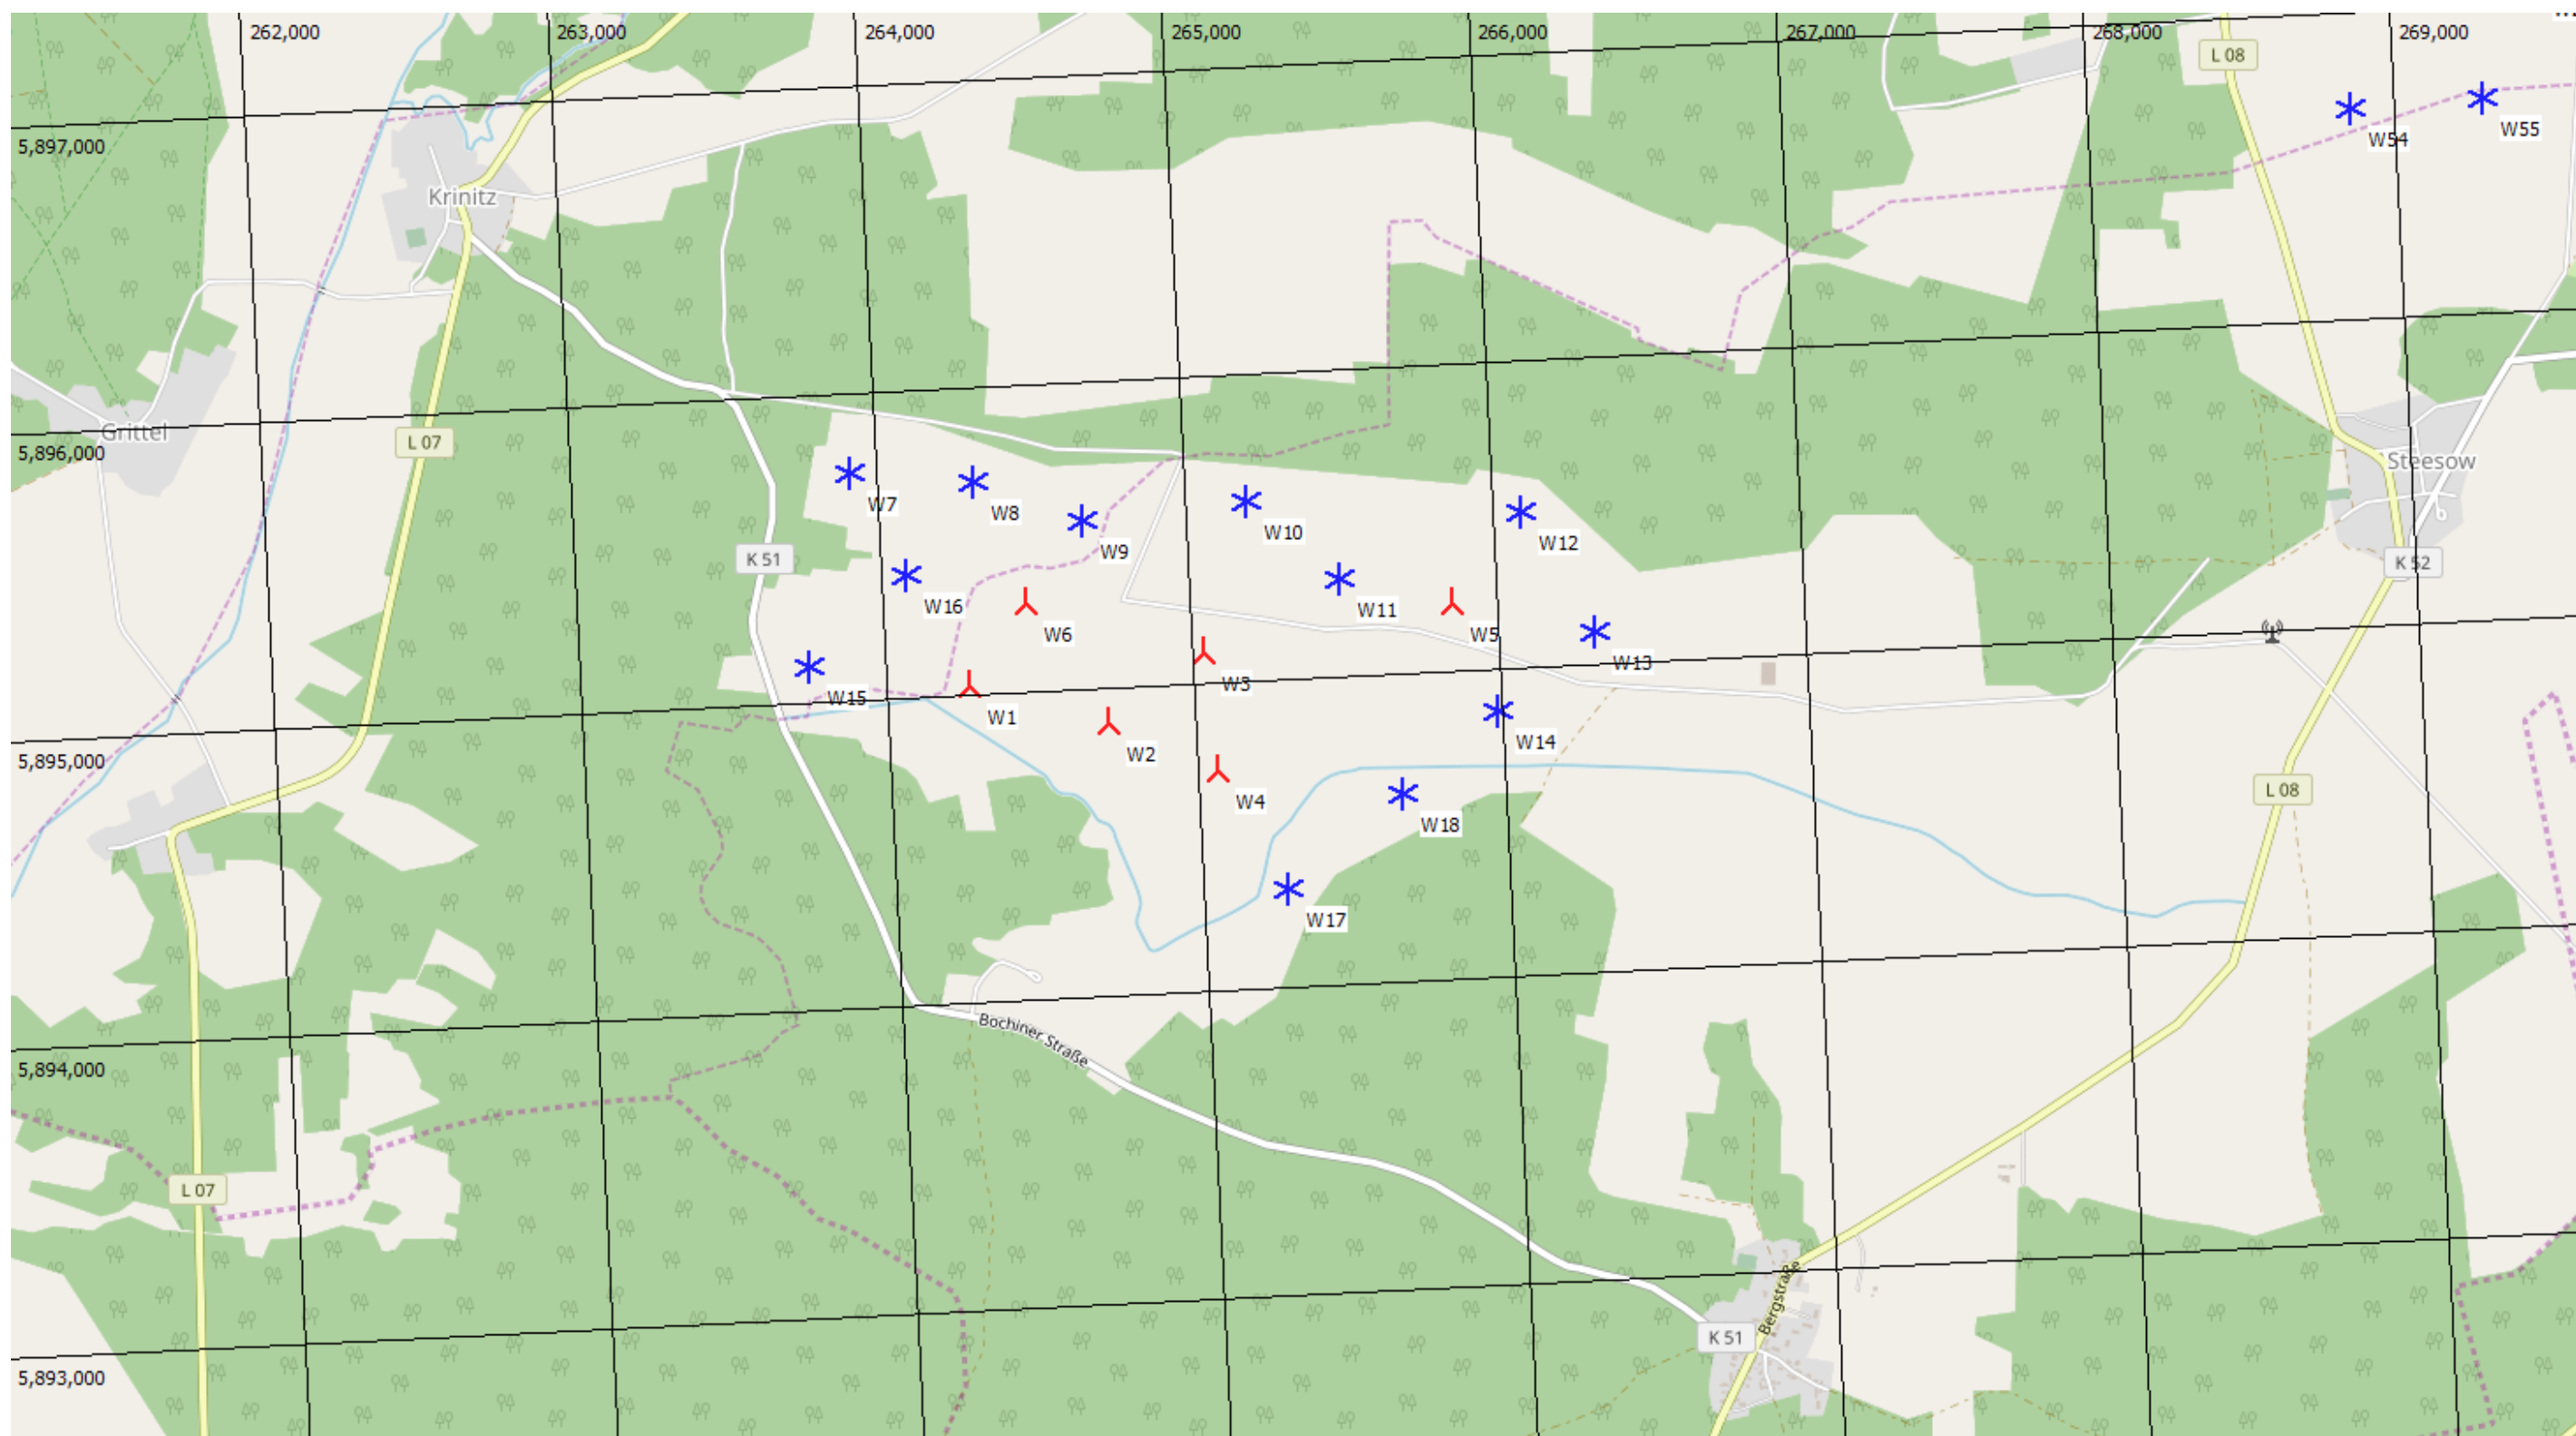 262,000
263,000
264,000
265,000
266,000
267,000
268,000
269,000
L 08
W54
W55
5,897,000
Krinitz
Grittel
L 07
5,896,000
Steesow
W7
W8
W9
W10
W12
K 51
K 52
W16
W11
W6
W5
W13
W3
W15
W1
W14
W2
5,895,000
L 08
W4
W18
W17
Bochiner Straße
5,894,000
L 07
Bergstraße
K 51
5,893,000